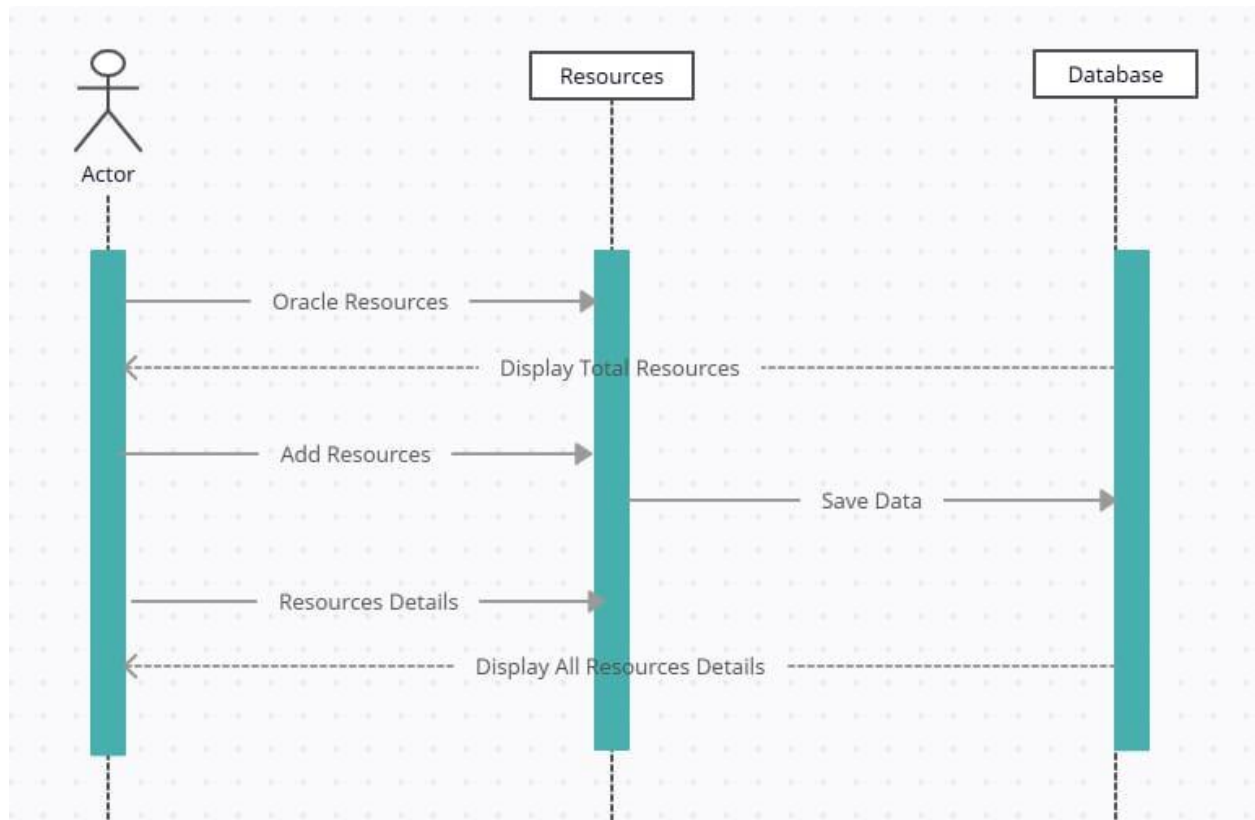 Resources
Database
Actor
Oracle Resources
Display Total Resources
Add Resources
Save Data
Resources Details
Display All Resources Details